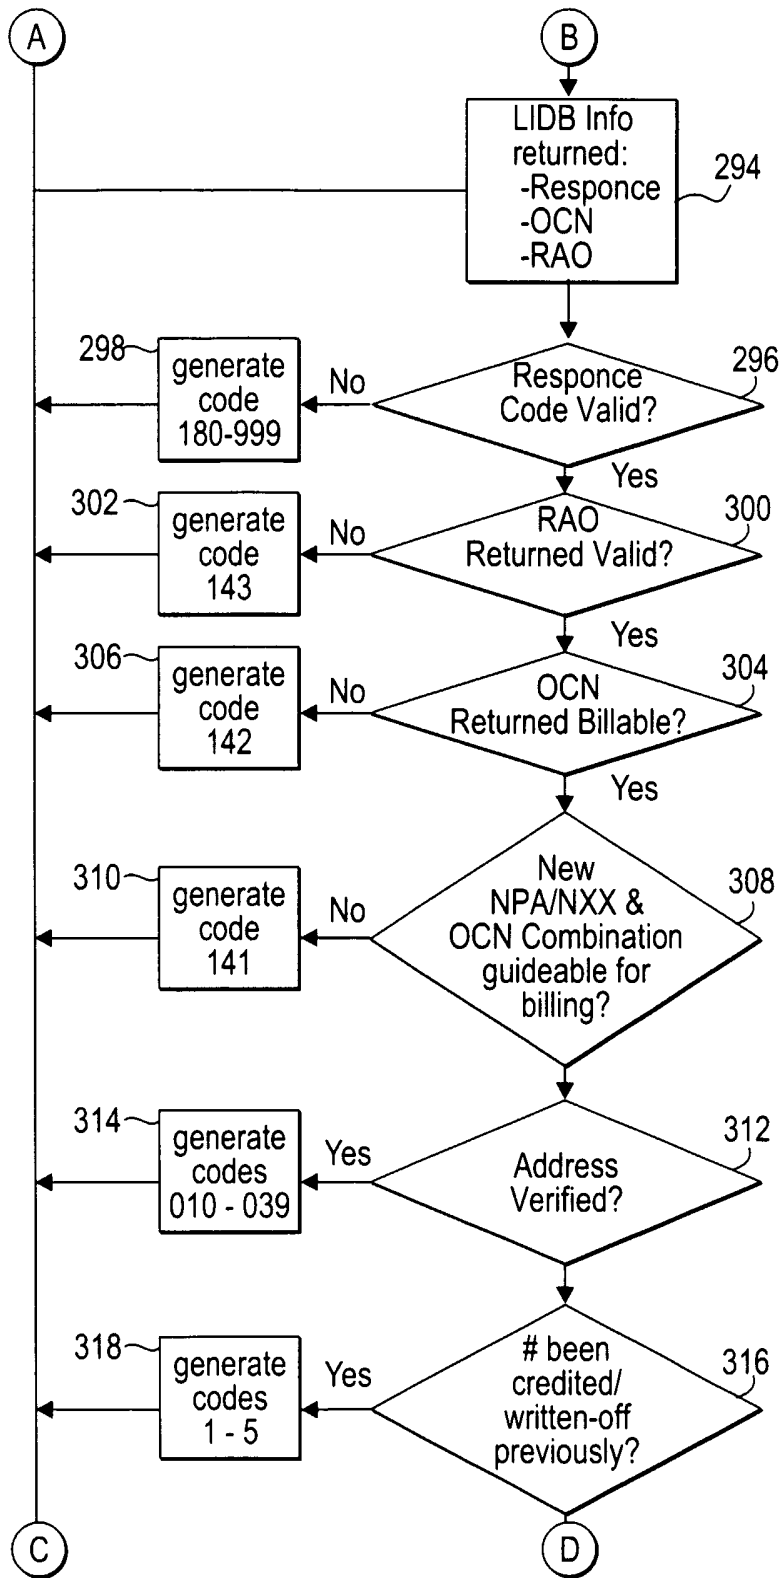 A
B
LIDB Info
returned:
-Responce
-OCN
-RAO
294
298
generate
code
180-999
No
Responce
Code Valid?
296
Yes
302
generate
code
143
No
RAO
Returned Valid?
300
Yes
306
generate
code
142
No
OCN
Returned Billable?
304
Yes
310
generate
code
141
No
New
NPA/NXX &
OCN Combination
guideable for
billing?
308
314
generate
codes
010 - 039
Yes
Address
Verified?
312
318
generate
codes
1 - 5
Yes
# been
credited/
written-off
previously?
316
C
D